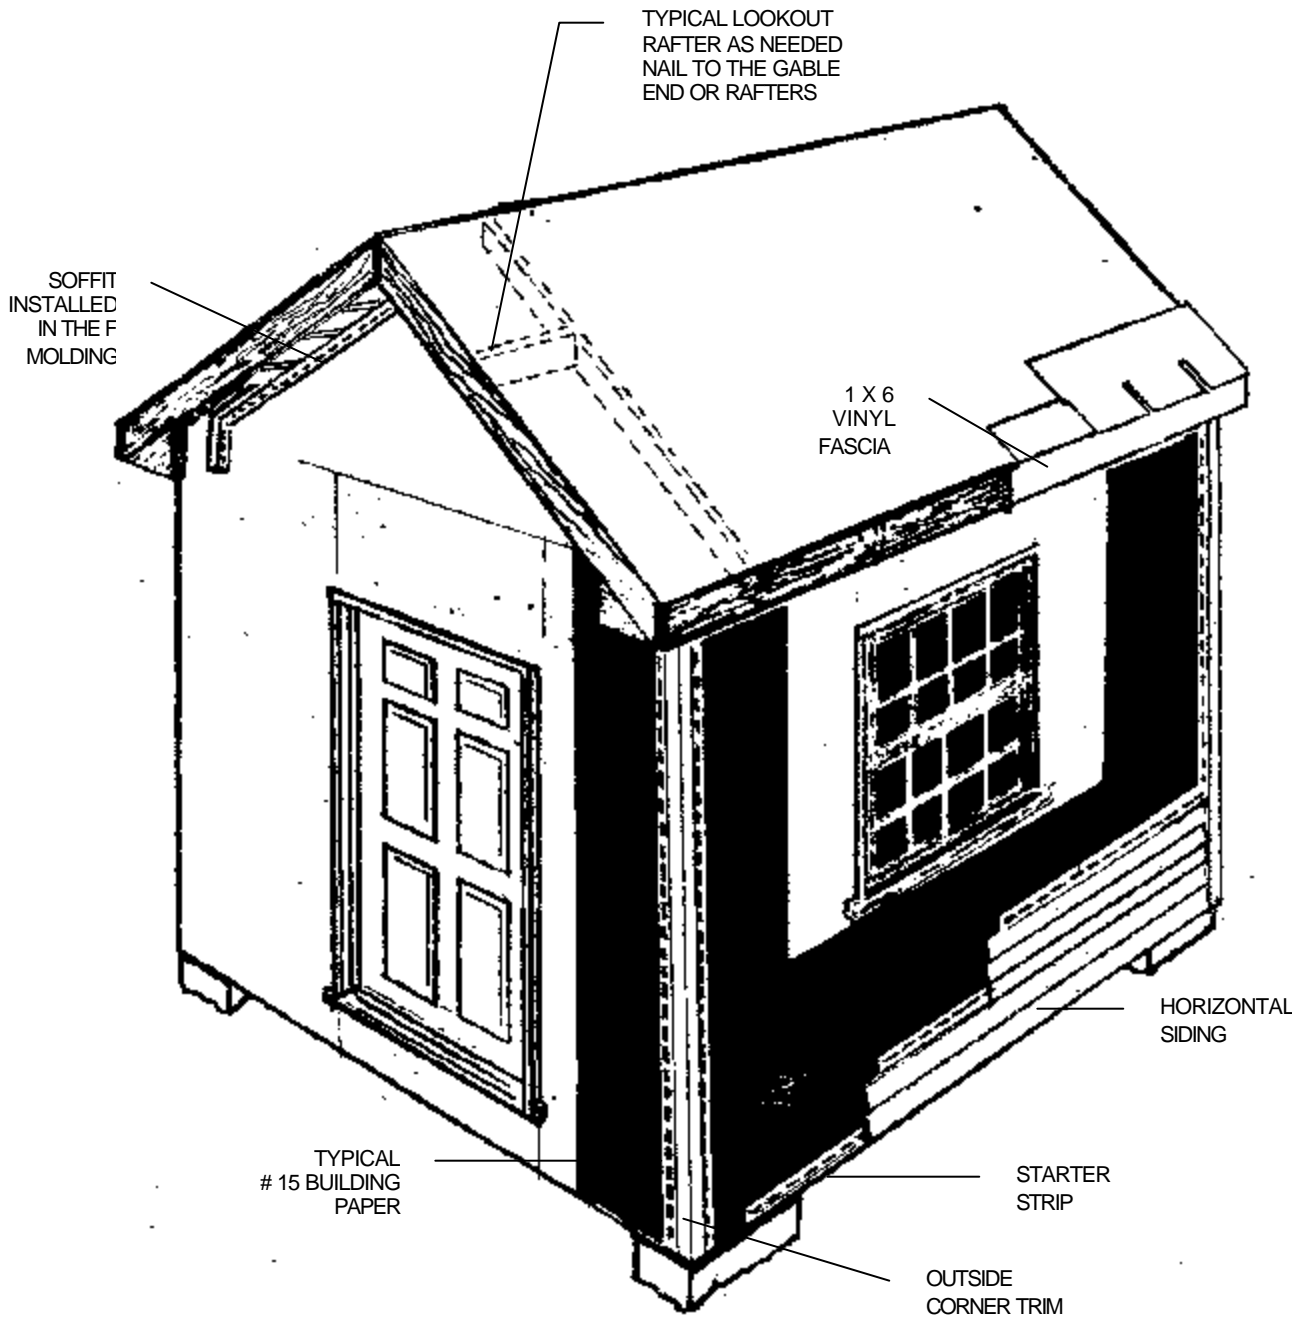 TYPICAL LOOKOUT
RAFTER AS NEEDED
NAIL TO THE GABLE
END OR RAFTERS
SOFFIT
INSTALLED
IN THE F
MOLDING
1 X 6
VINYL
FASCIA
HORIZONTAL
SIDING
TYPICAL
# 15 BUILDING
PAPER
STARTER
STRIP
OUTSIDE
CORNER TRIM